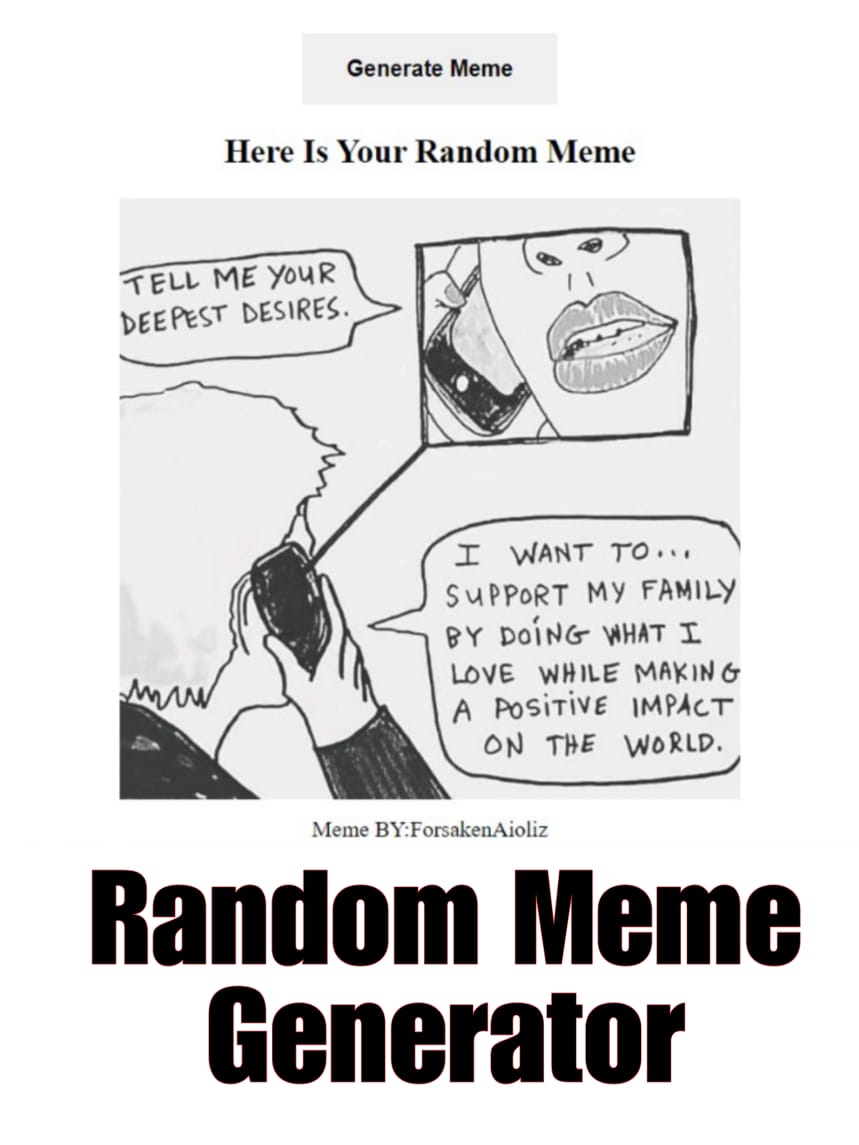 Generate Meme
Here Is Your Random Meme
TELL ME YOUR
DEEPEST DESIRES.
I WANT TO...
SUPPORT MY FAMILY
BY DOING WHAT I
LOVE WHILE MAKING
A POSITIVE IMPACT
ON THE WORLD.
Meme BY:ForsakenAioliz
Random Meme
Generator